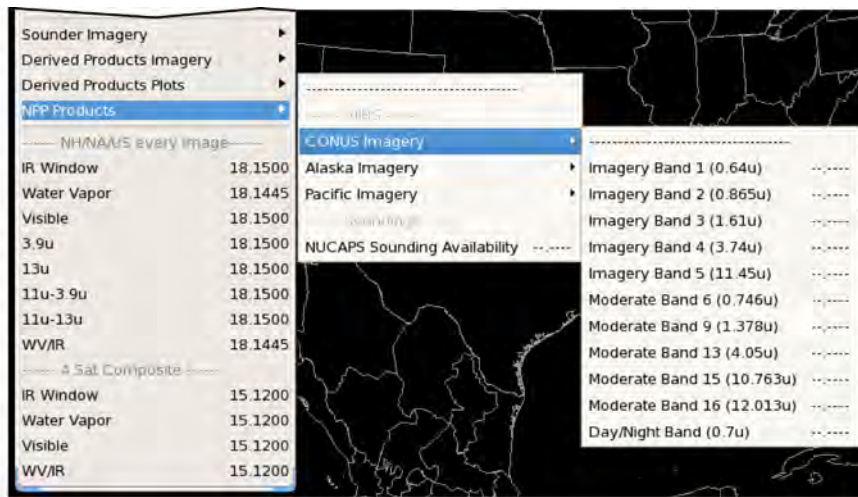 Sounder Imagery
Derived Products Imagery
Derived Products Plots
NPP Products
NH/NA/US every image
IR Window 18.1500
Water Vapor 18.1445
Visible 18.1500
3.9u 18.1500
13u 18.1500
11u-3.9u 18.1500
11u-13u 18.1500
WV/IR 18.1445
A Sat Composite
IR Window 15.1200
Water Vapor 15.1200
Visible 15.1200
WV/IR 15.1200
VIIRS
CONUS Imagery
Alaska Imagery
Pacific Imagery
Soundings
NUCAPS Sounding Availability --.----
Imagery Band 1 (0.64u) --.----
Imagery Band 2 (0.865u) --.----
Imagery Band 3 (1.61u) --.----
Imagery Band 4 (3.74u) --.----
Imagery Band 5 (11.45u) --.----
Moderate Band 6 (0.746u) --.----
Moderate Band 9 (1.378u) --.----
Moderate Band 13 (4.05u) --.----
Moderate Band 15 (10.763u) --.----
Moderate Band 16 (12.013u) --.----
Day/Night Band (0.7u) --.----